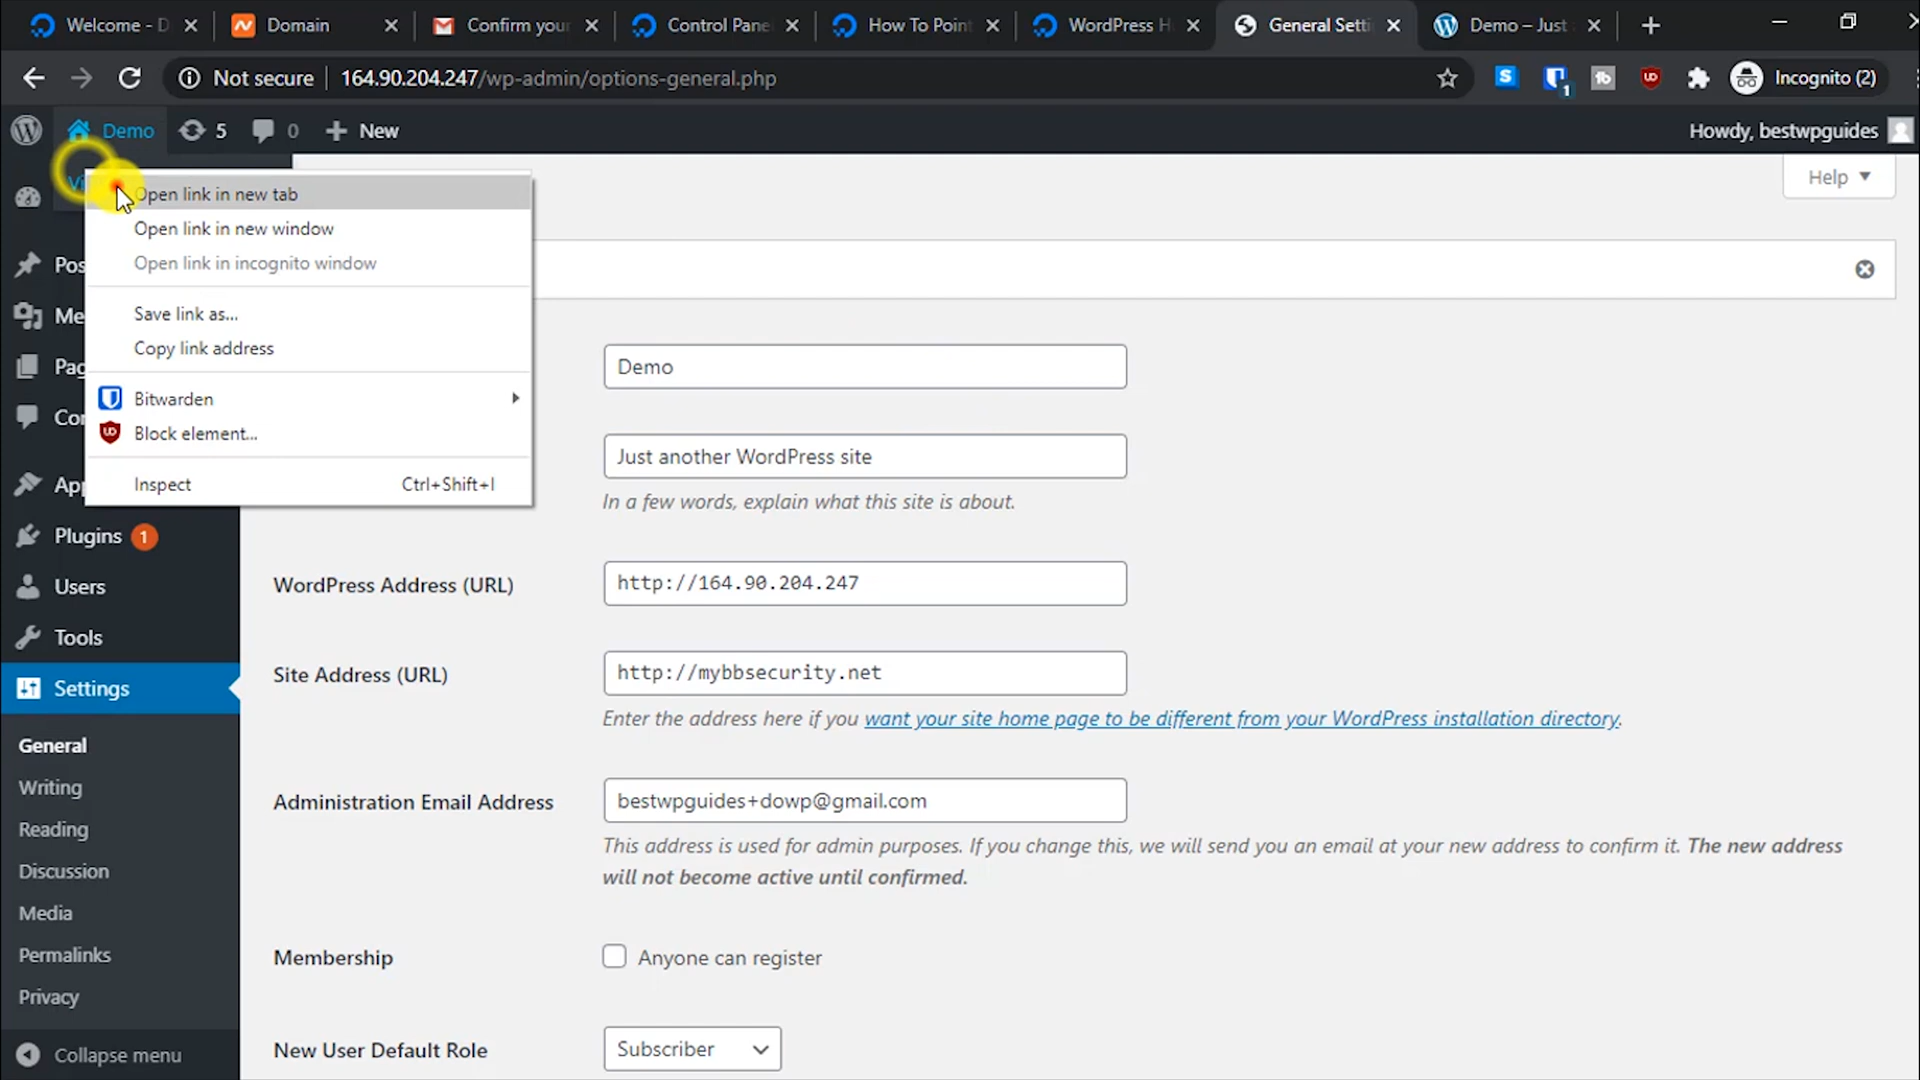 Welcome - D
Domain
Confirm your
Control Pane
How To Point
WordPress H
General Setti
Demo – Just
Not secure
164.90.204.247/wp-admin/options-general.php
1
Incognito (2)
Demo
5
0
New
Howdy, bestwpguides
Vi
Open link in new tab
Open link in new window
Open link in incognito window
Save link as...
Copy link address
Bitwarden
Block element...
Inspect Ctrl+Shift+I
Help
Pos
Me
Pag
Co
App
Plugins 1
Users
Tools
Settings
General
Writing
Reading
Discussion
Media
Permalinks
Privacy
Collapse menu
Demo
Just another WordPress site
In a few words, explain what this site is about.
WordPress Address (URL)
http://164.90.204.247
Site Address (URL)
http://mybbsecurity.net
Enter the address here if you want your site home page to be different from your WordPress installation directory.
Administration Email Address
bestwpguides+dowp@gmail.com
This address is used for admin purposes. If you change this, we will send you an email at your new address to confirm it. The new address
will not become active until confirmed.
Membership
Anyone can register
New User Default Role
Subscriber